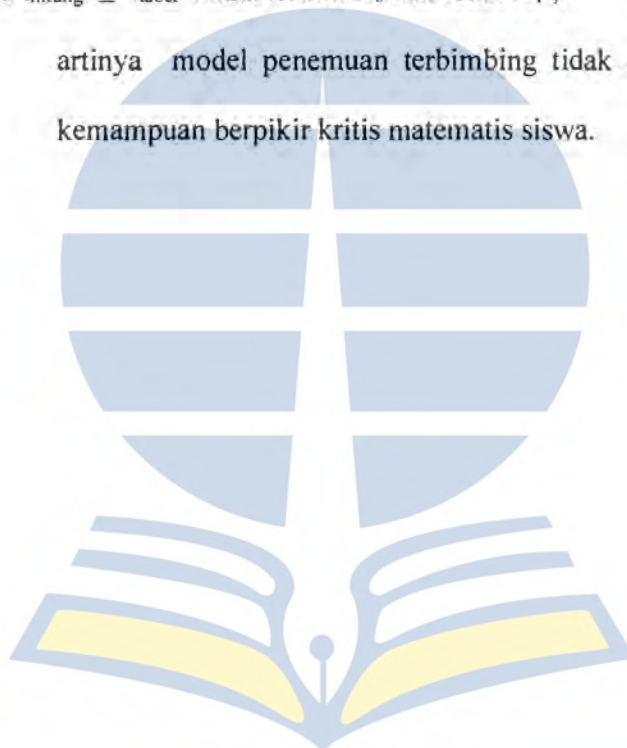 artinya model penemuan terbimbing tidak
kemampuan berpikir kritis matematis siswa.